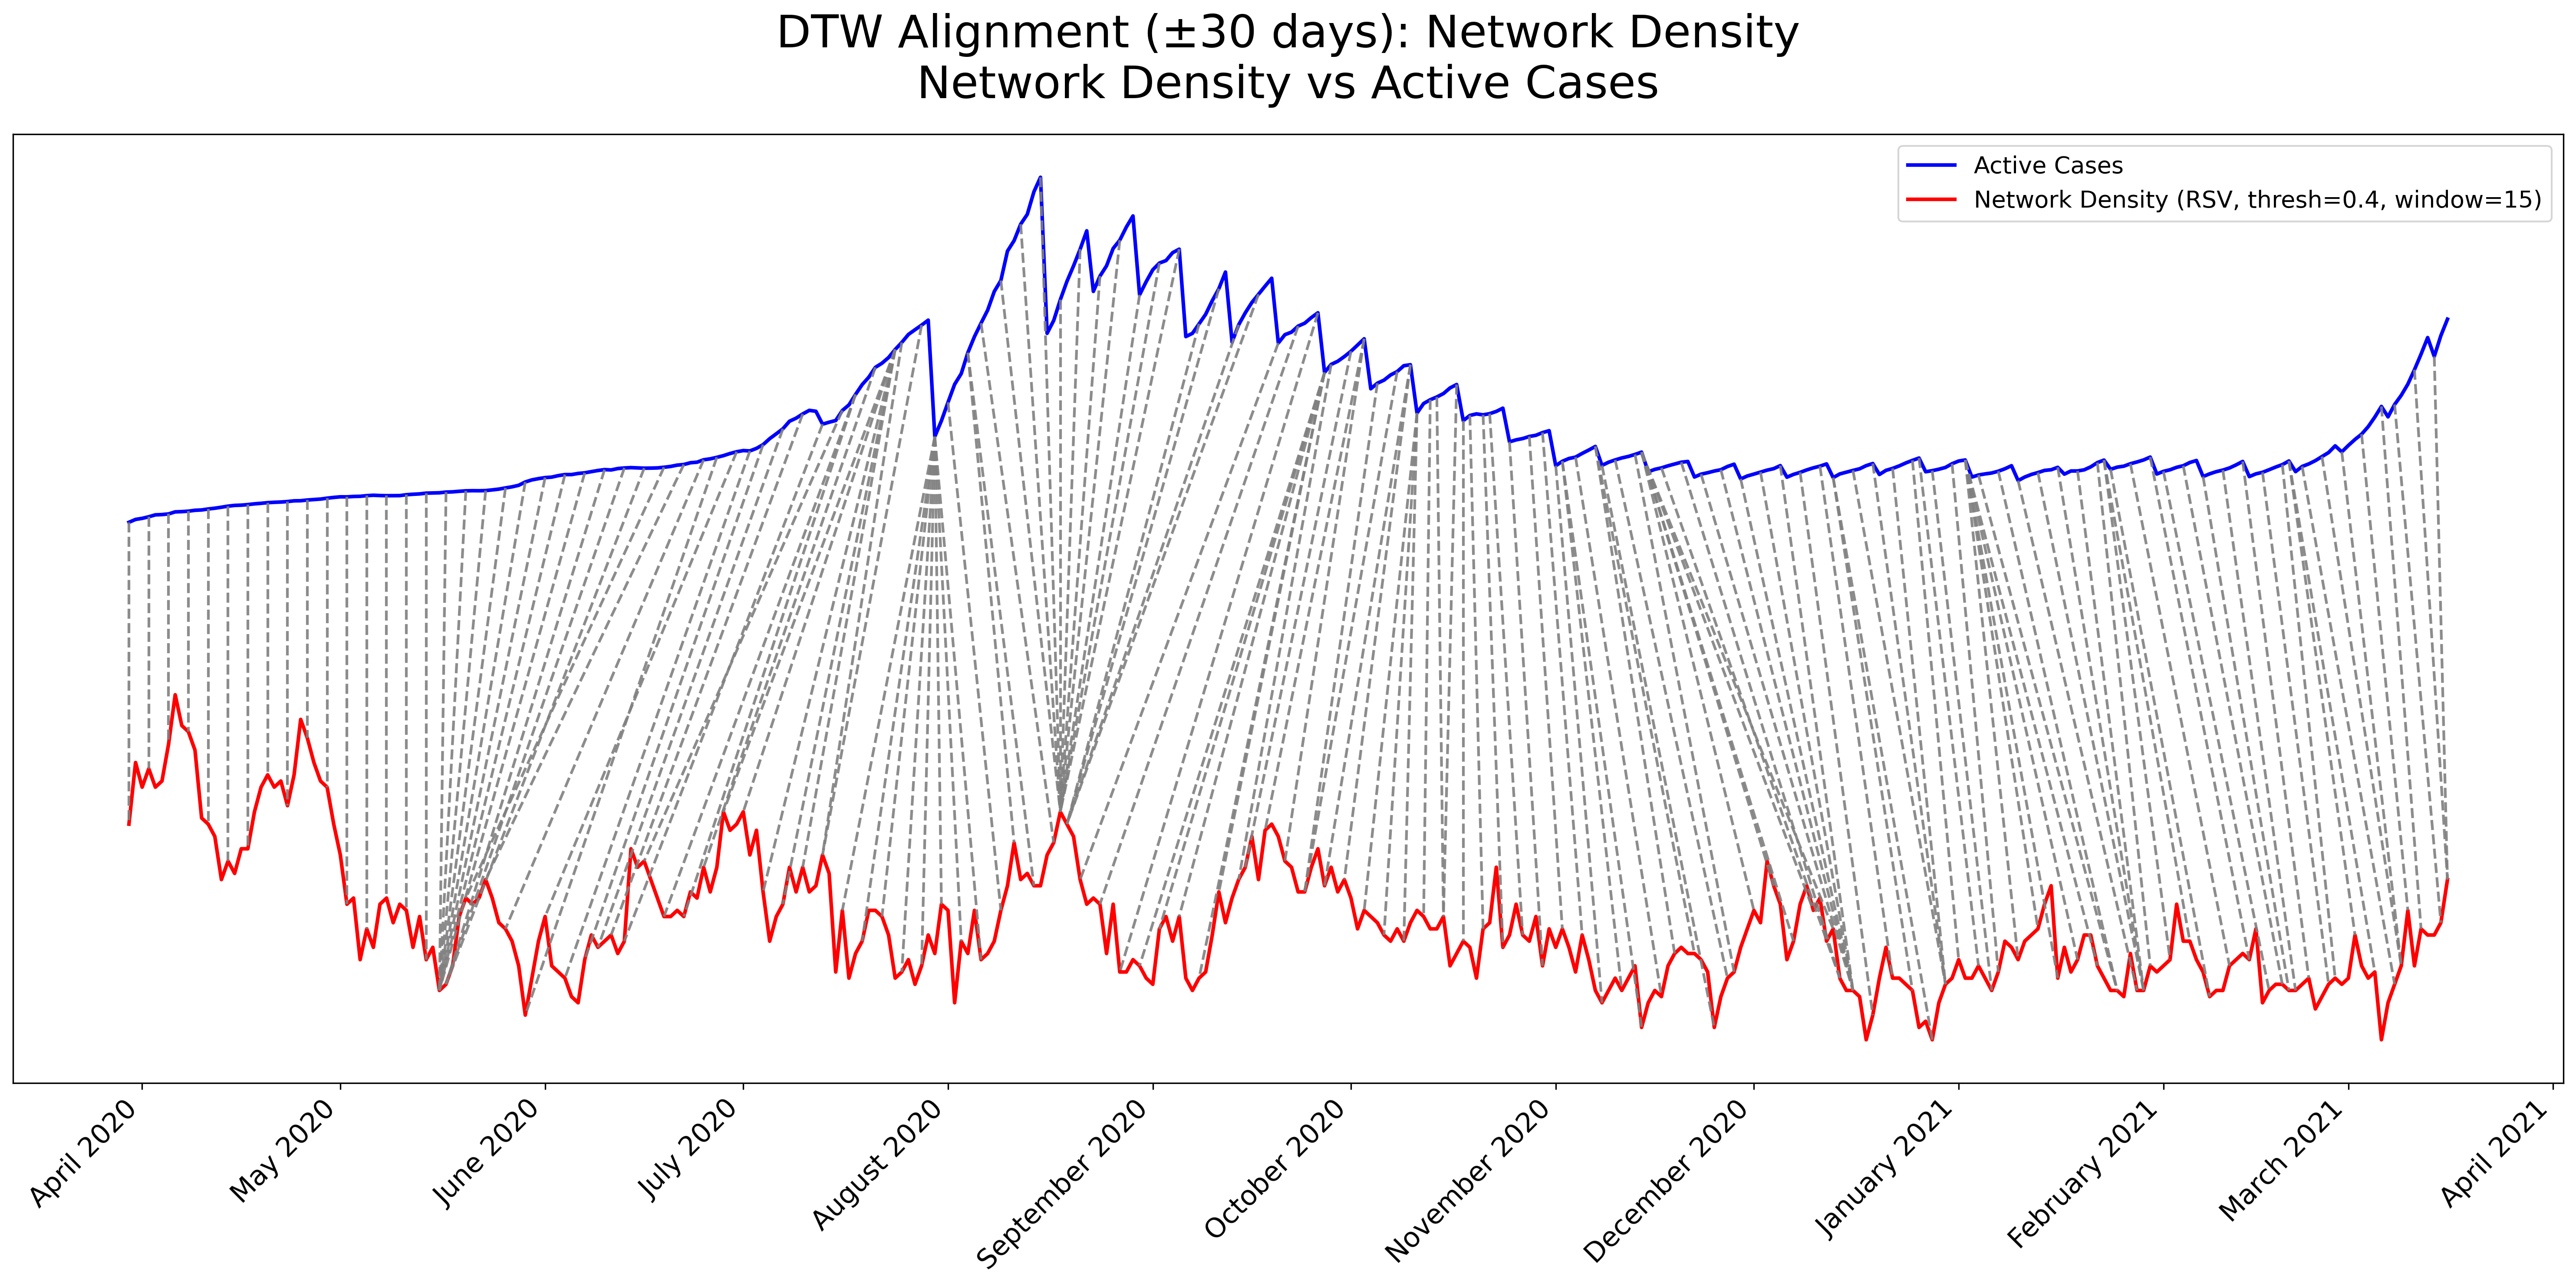 DTW Alignment (±30 days): Network Density
Network Density vs Active Cases
Active Cases
Network Density (RSV, thresh=0.4, window=15)
April 2020
May 2020
June 2020
July 2020
August 2020
September 2020
October 2020
November 2020
December 2020
January 2021
February 2021
March 2021
April 2021